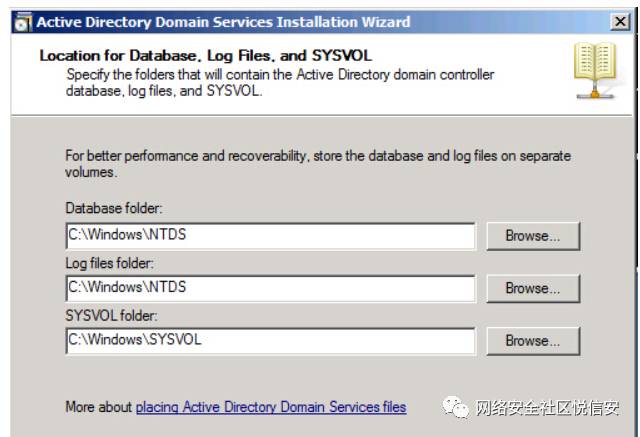 Active Directory Domain Services Installation Wizard
Location for Database, Log Files, and SYSVOL
Specify the folders that will contain the Active Directory domain controller
database, log files, and SYSVOL.
For better performance and recoverability, store the database and log files on separate
volumes.
Database folder:
C:\Windows\NTDS
Browse...
Log files folder:
C:\Windows\NTDS
Browse...
SYSVOL folder:
C:\Windows\SYSVOL
Browse...
More about placing Active Directory Domain Services files
网络安全社区悦信安